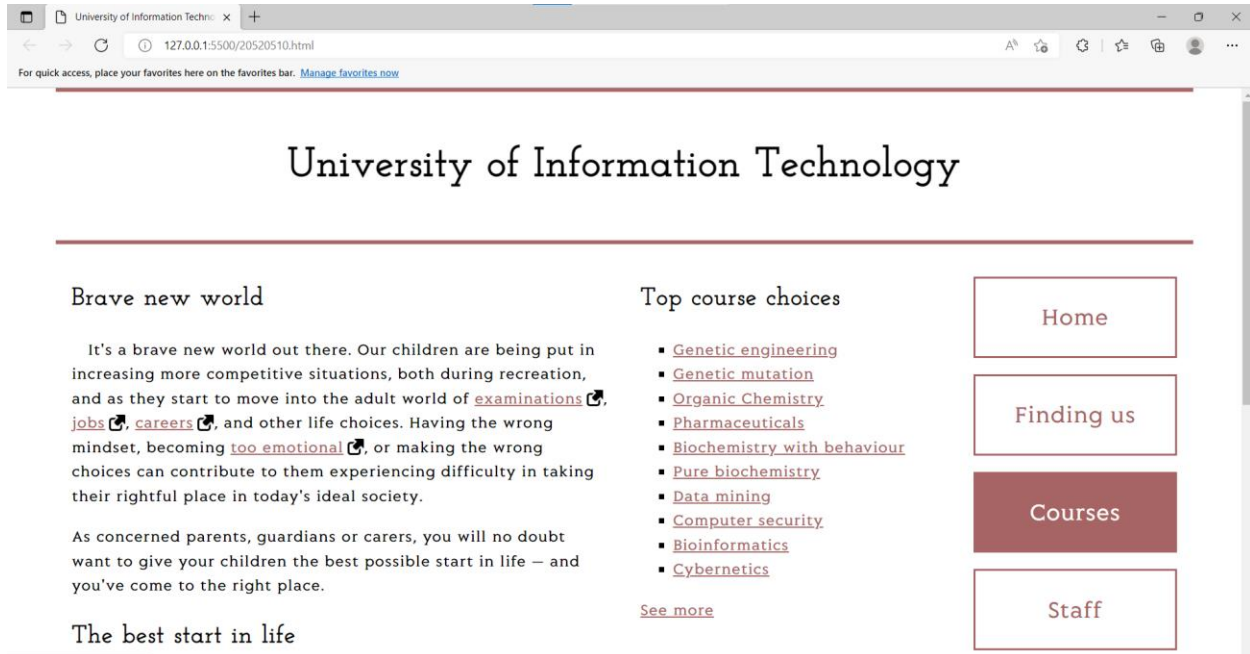 University of Information Techno
127.0.0.1:5500/20520510.html
For quick access, place your favorites here on the favorites bar. Manage favorites now
University of Information Technology
Brave new world
It's a brave new world out there. Our children are being put in
increasing more competitive situations, both during recreation,
and as they start to move into the adult world of examinations,
jobs, careers, and other life choices. Having the wrong
mindset, becoming too emotional, or making the wrong
choices can contribute to them experiencing difficulty in taking
their rightful place in today's ideal society.
As concerned parents, guardians or carers, you will no doubt
want to give your children the best possible start in life – and
you've come to the right place.
The best start in life
Top course choices
Genetic engineering
Genetic mutation
Organic Chemistry
Pharmaceuticals
Biochemistry with behaviour
Pure biochemistry
Data mining
Computer security
Bioinformatics
Cybernetics
See more
Home
Finding us
Courses
Staff